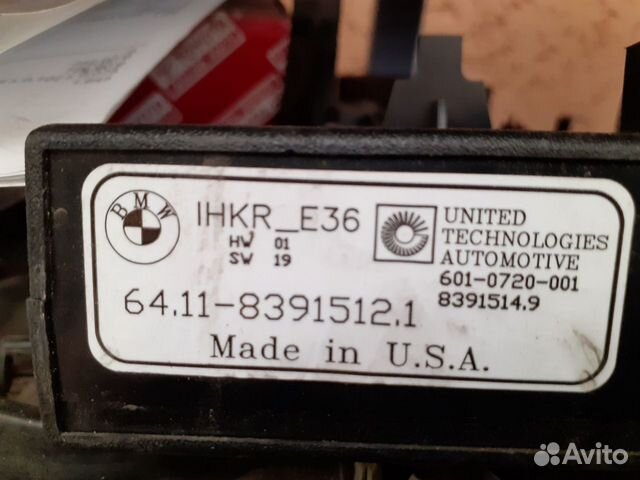 BMW
IHKR_E36
HW 01
SW 19
UNITED
TECHNOLOGIES
AUTOMOTIVE
601-0720-001
8391514.9
64.11-8391512.1
Made in U.S.A.
Avito